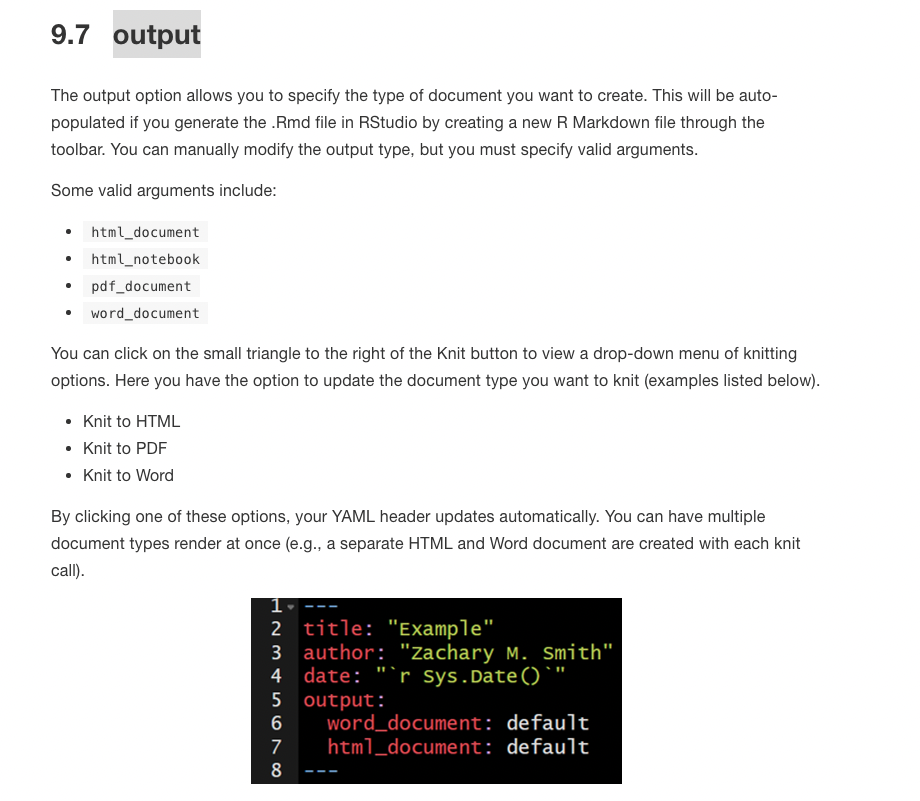 9.7 output
The output option allows you to specify the type of document you want to create. This will be auto-
populated if you generate the .Rmd file in RStudio by creating a new R Markdown file through the
toolbar. You can manually modify the output type, but you must specify valid arguments.
Some valid arguments include:
• html_document
• html_notebook
• pdf_document
• word_document
You can click on the small triangle to the right of the Knit button to view a drop-down menu of knitting
options. Here you have the option to update the document type you want to knit (examples listed below).
• Knit to HTML
• Knit to PDF
• Knit to Word
By clicking one of these options, your YAML header updates automatically. You can have multiple
document types render at once (e.g., a separate HTML and Word document are created with each knit
call).
1 ---
2 title: "Example"
3 author: "Zachary M. Smith"
4 date: "`r Sys.Date()`"
5 output:
6   word_document: default
7   html_document: default
8 ---